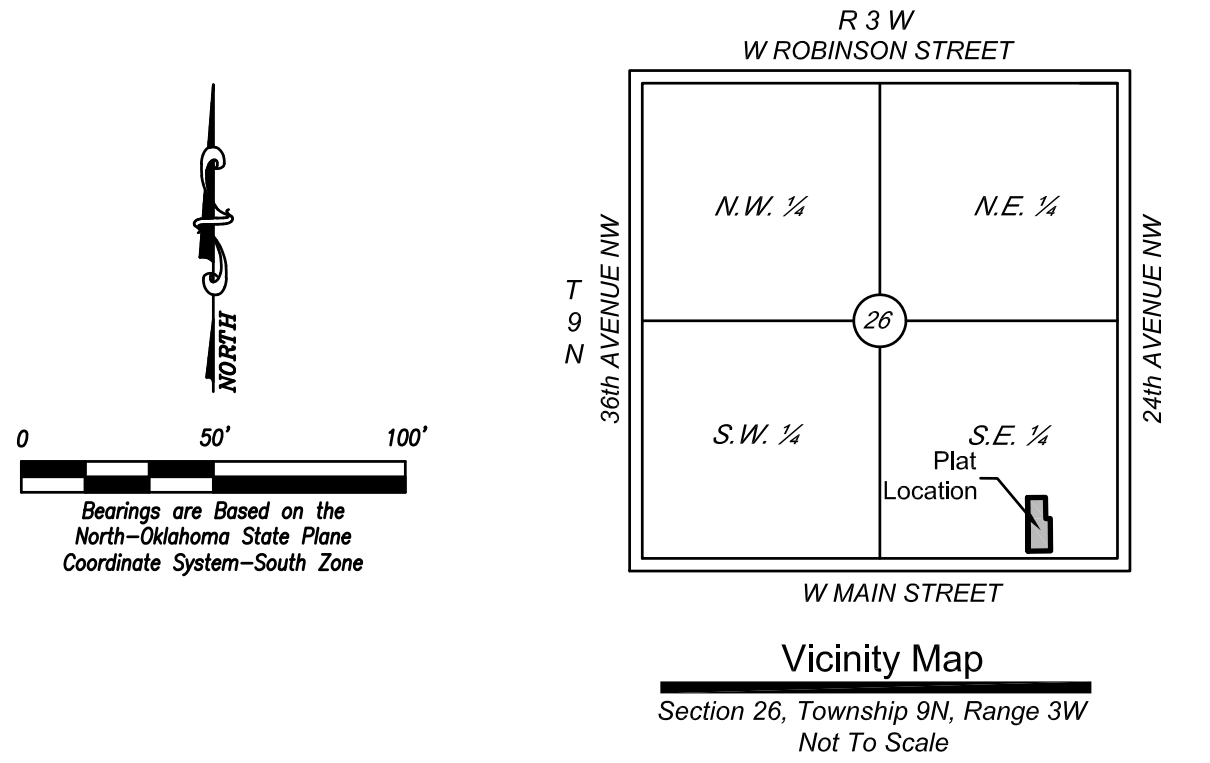 NORTH
0 50' 100'
Bearings are Based on the
North-Oklahoma State Plane
Coordinate System-South Zone
R 3 W
W ROBINSON STREET
N.W. ¼
N.E. ¼
T
9
N
36th AVENUE NW
24th AVENUE NW
26
S.W. ¼
S.E. ¼
Plat
Location
W MAIN STREET
Vicinity Map
Section 26, Township 9N, Range 3W
Not To Scale